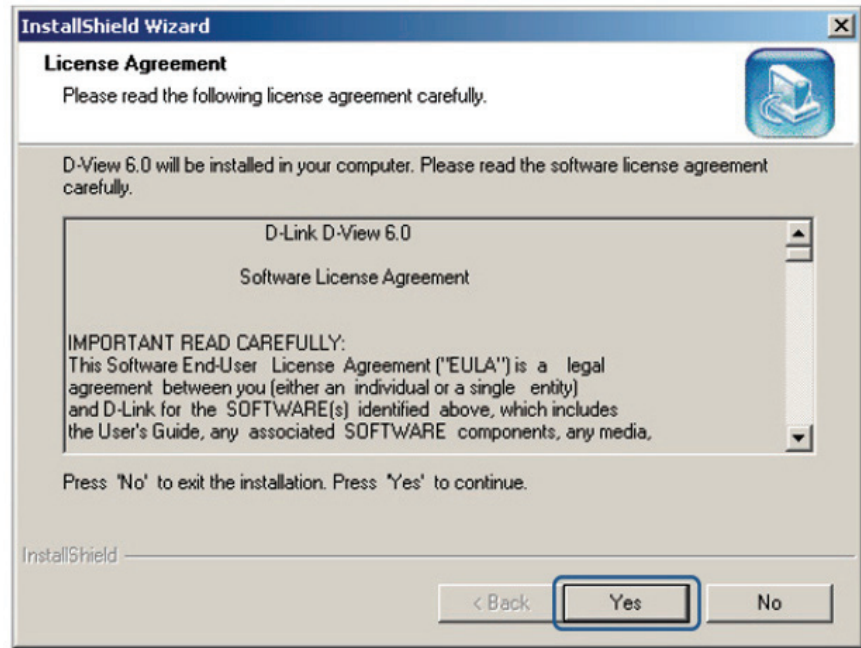 InstallShield Wizard
License Agreement
Please read the following license agreement carefully.
D-View 6.0 will be installed in your computer. Please read the software license agreement
carefully.
D-Link D-View 6.0
Software License Agreement
IMPORTANT READ CAREFULLY:
This Software End-User License Agreement ("EULA") is a legal
agreement between you (either an individual or a single entity)
and D-Link for the SOFTWARE(s) identified above, which includes
the User's Guide, any associated SOFTWARE components, any media,
Press 'No' to exit the installation. Press 'Yes' to continue.
InstallShield
< Back Yes No